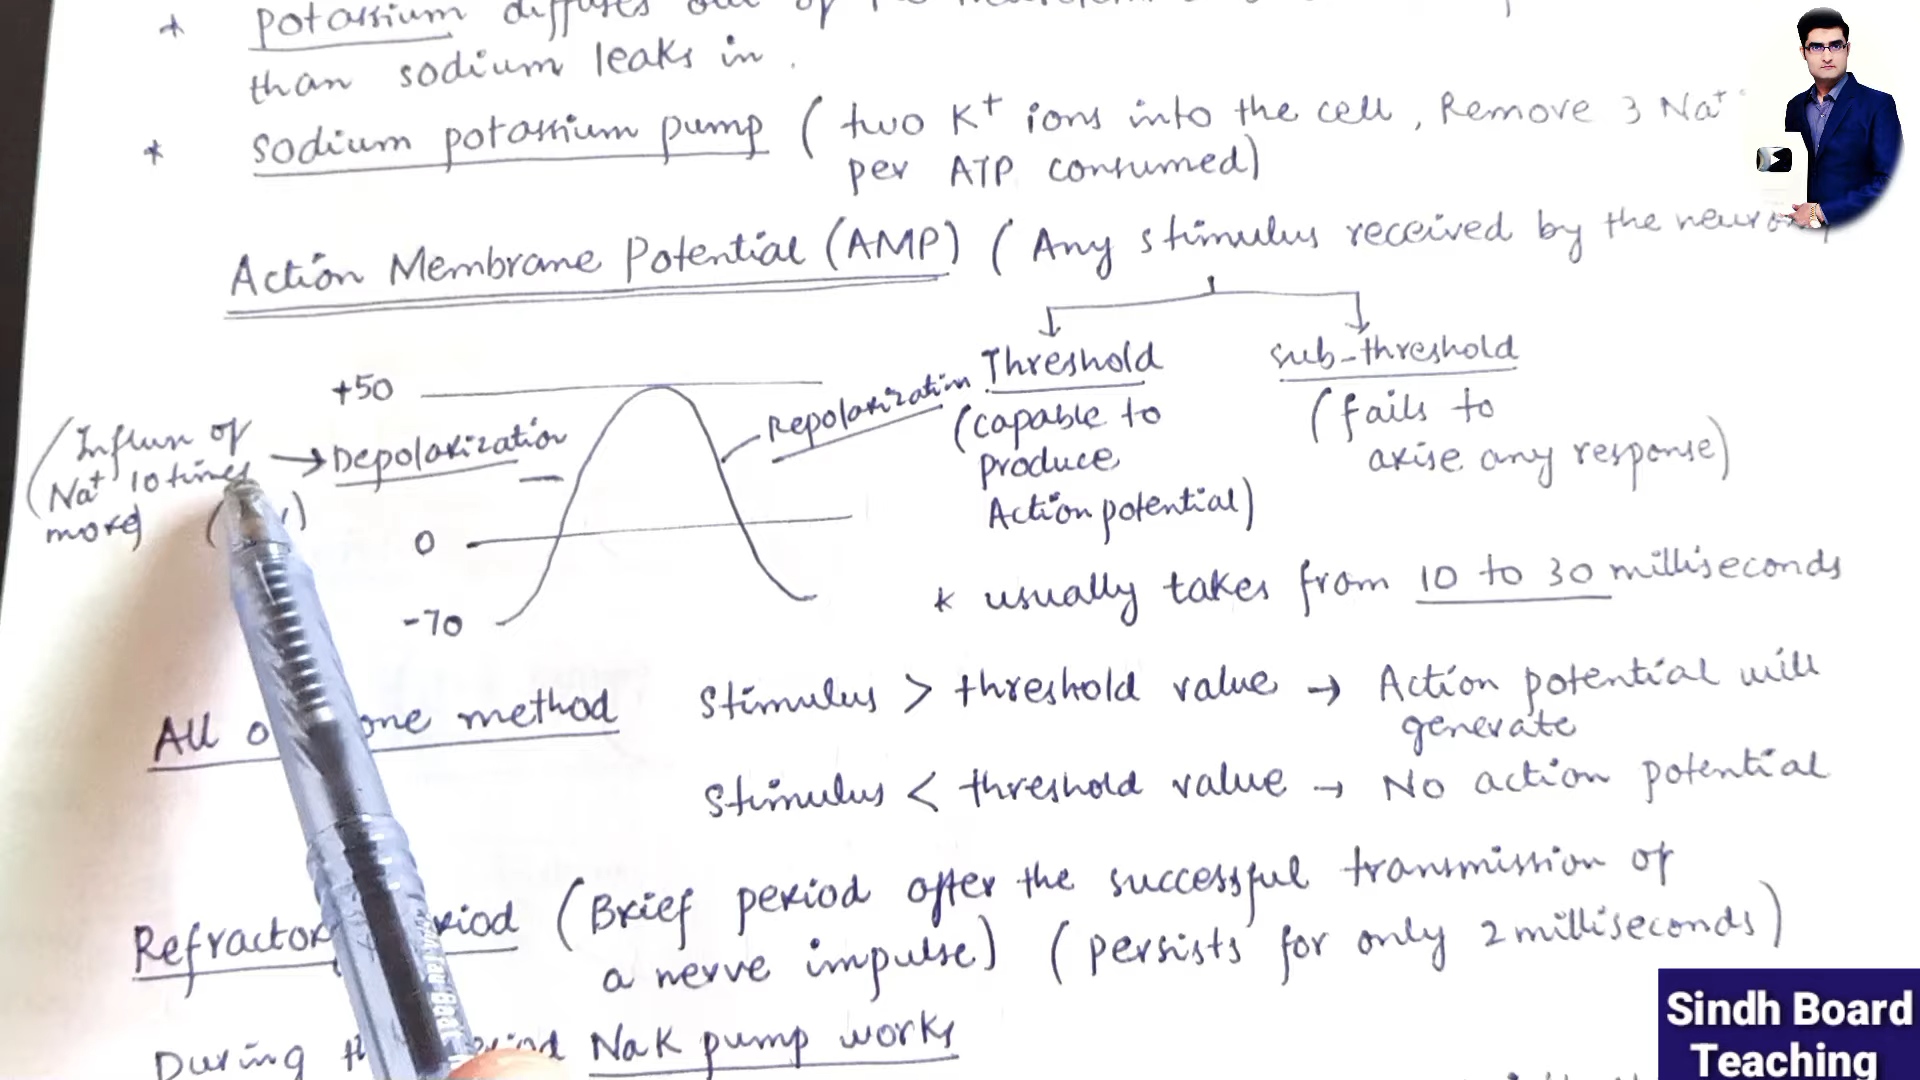 * Potassium diffuses out of
than sodium leaks in.
* sodium potassium pump (two K+ ions into the cell, Remove 3 Na+
per ATP consumed)
Action Membrane Potential (AMP) (Any stimulus received by the neuron)
Threshold
(capable to
produce
Action potential)
sub-threshold
(fails to
arise any response)
+50
Repolarization
(Influx of
Na+ 10 times
more)
→ Depolarization
0
-70
* usually takes from 10 to 30 milliseconds
All o one method
Stimulus > threshold value → Action potential will
generate
Stimulus < threshold value → No action potential
Refractor riod (Brief period after the successful transmission of
a nerve impulse) (persists for only 2 milliseconds)
During NaK pump works
Sindh Board
Teaching